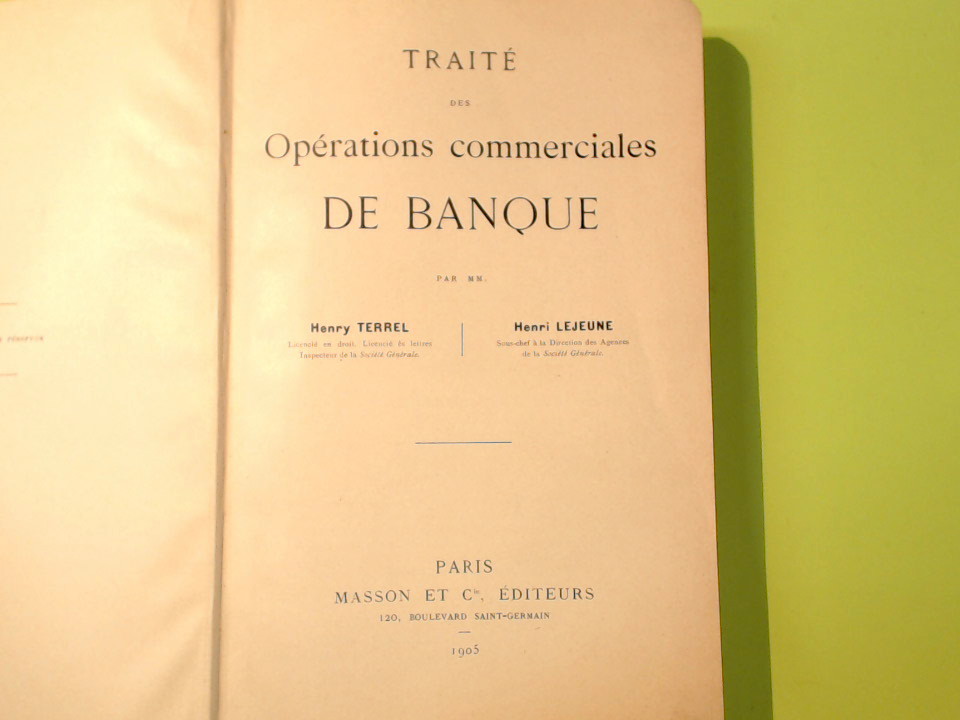 TRAITÉ
DES
Opérations commerciales
DE BANQUE
PAR MM.
Henry TERREL
Licencié en droit, Licencié ès lettres
Inspecteur de la Société Générale.
Henri LEJEUNE
Sous-chef à la Direction des Agences
de la Société Générale.
PARIS
MASSON ET Cie, ÉDITEURS
120, BOULEVARD SAINT-GERMAIN
1905